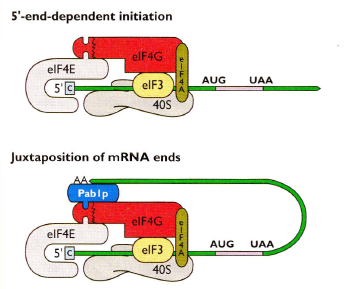 5'-end-dependent initiation
eIF4G
eIF4E
eIF4A
eIF3
AUG UAA
5' C
40S
Juxtaposition of mRNA ends
AA
Pab1p
eIF4G
eIF4E
eIF4A
eIF3
AUG UAA
5' C
40S